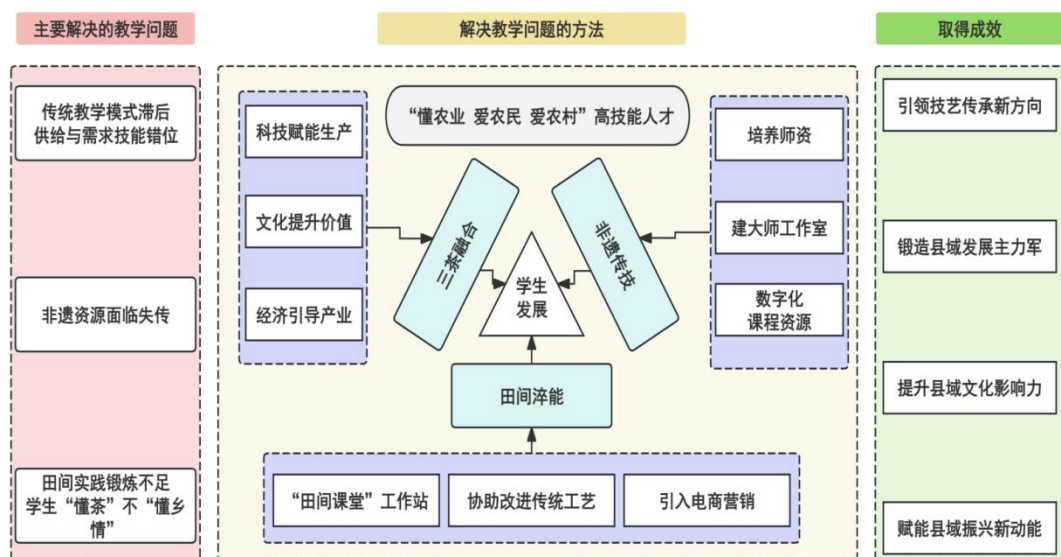 主要解决的教学问题
解决教学问题的方法
取得成效
传统教学模式滞后
供给与需求技能错位
非遗资源面临失传
田间实践锻炼不足
学生“懂茶”不“懂乡
情”
“懂农业 爱农民 爱农村”高技能人才
科技赋能生产
文化提升价值
经济引导产业
三茶融合
非遗传技
学生
发展
田间淬能
培养师资
建大师工作室
数字化
课程资源
“田间课堂”工作站
协助改进传统工艺
引入电商营销
引领技艺传承新方向
锻造县域发展主力军
提升县域文化影响力
赋能县域振兴新动能